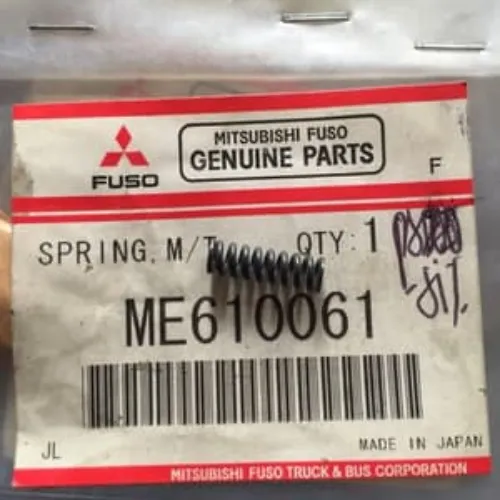 MITSUBISHI FUSO
GENUINE PARTS
FUSO
F
SPRING, M/T QTY: 1
ME610061
JL
MADE IN JAPAN
MITSUBISHI FUSO TRUCK & BUS CORPORATION